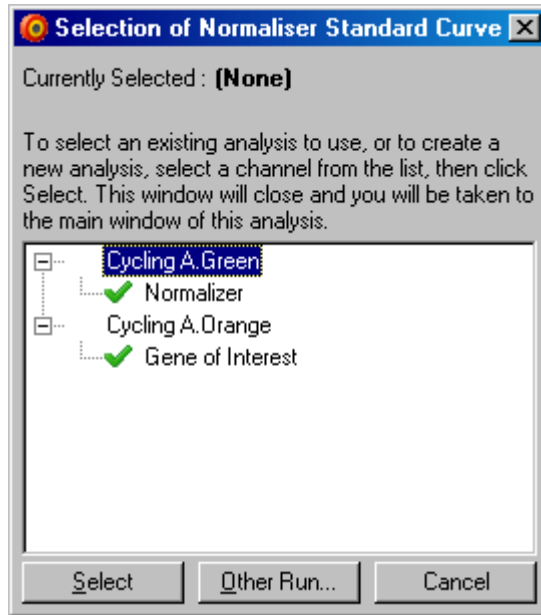 Selection of Normaliser Standard Curve
Currently Selected : (None)
To select an existing analysis to use, or to create a
new analysis, select a channel from the list, then click
Select. This window will close and you will be taken to
the main window of this analysis.
Cycling A.Green
Normalizer
Cycling A.Orange
Gene of Interest
Select Other Run... Cancel